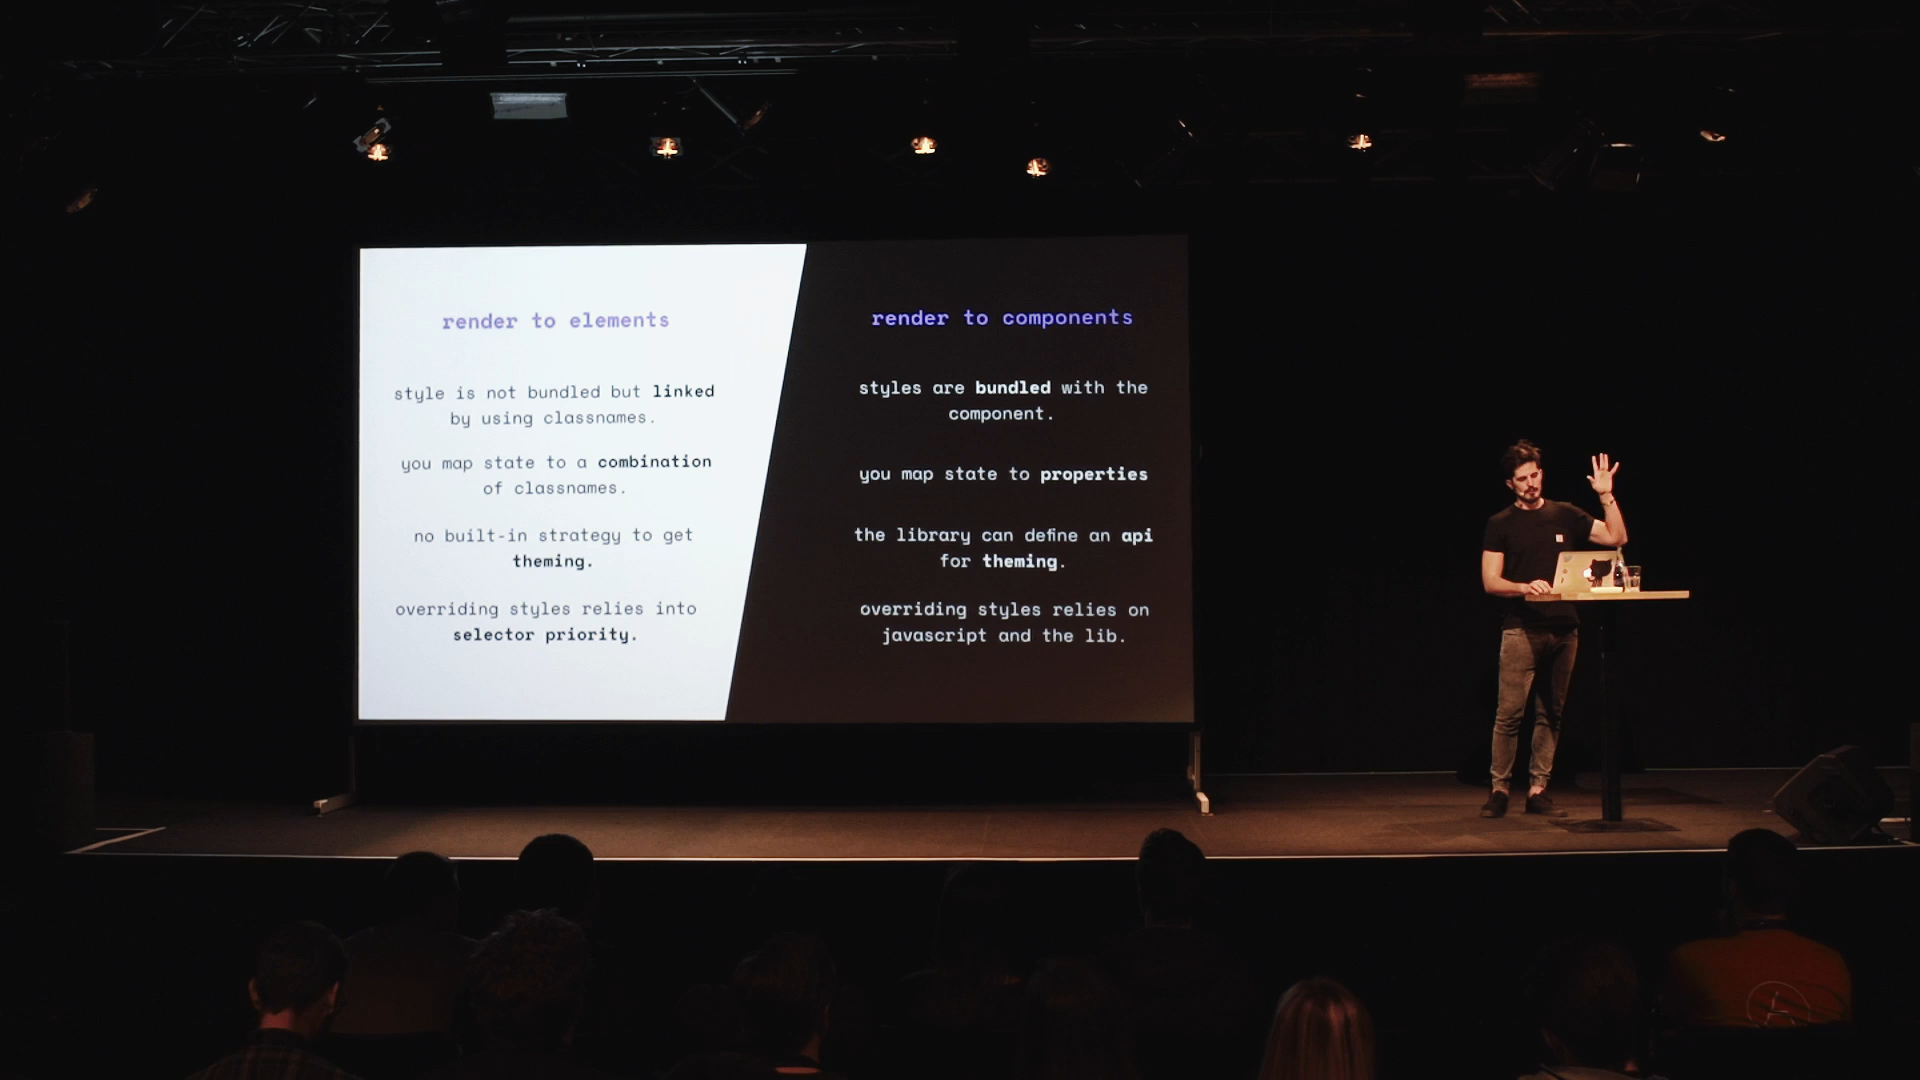 render to elements
style is not bundled but linked
by using classnames.
you map state to a combination
of classnames.
no built-in strategy to get
theming.
overriding styles relies into
selector priority.
render to components
styles are bundled with the
component.
you map state to properties
the library can define an api
for theming.
overriding styles relies on
javascript and the lib.